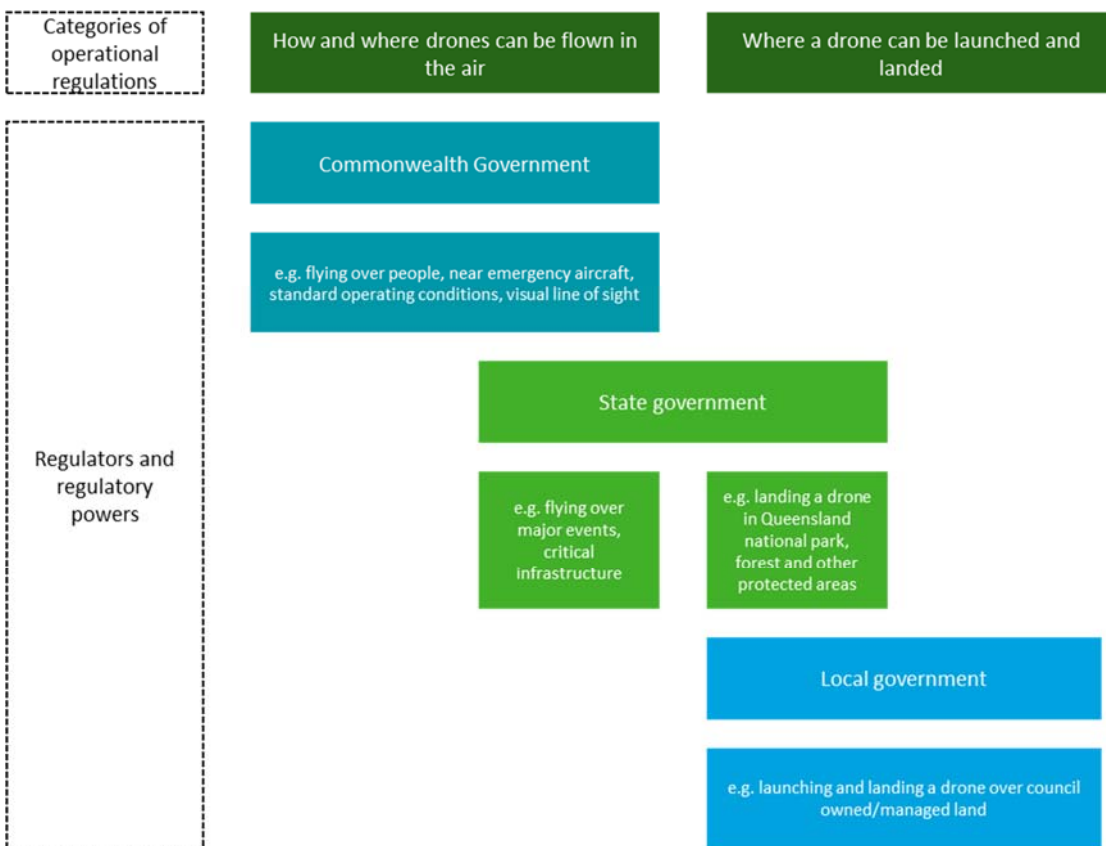 Categories of
operational
regulations
How and where drones can be flown in
the air
Where a drone can be launched and
landed
Commonwealth Government
e.g. flying over people, near emergency aircraft,
standard operating conditions, visual line of sight
State government
Regulators and
regulatory
powers
e.g. flying over
major events,
critical
infrastructure
e.g. landing a drone
in Queensland
national park,
forest and other
protected areas
Local government
e.g. launching and landing a drone over council
owned/managed land